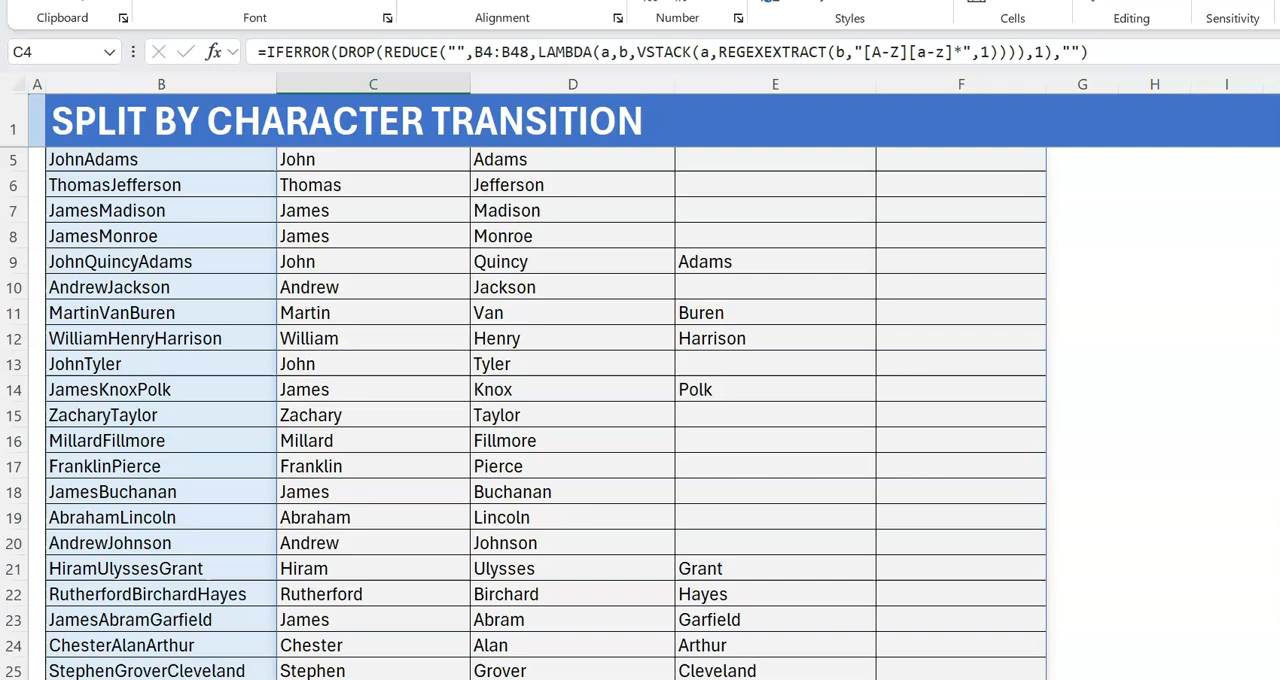 Clipboard Font Alignment Number Styles Cells Editing Sensitivity
C4 fx =IFERROR(DROP(REDUCE("",B4:B48,LAMBDA(a,b,VSTACK(a,REGEXEXTRACT(b,"[A-Z][a-z]*",1)))),1),"")
A B C D E F G H I
1 SPLIT BY CHARACTER TRANSITION
5 JohnAdams John Adams
6 ThomasJefferson Thomas Jefferson
7 JamesMadison James Madison
8 JamesMonroe James Monroe
9 JohnQuincyAdams John Quincy Adams
10 AndrewJackson Andrew Jackson
11 MartinVanBuren Martin Van Buren
12 WilliamHenryHarrison William Henry Harrison
13 JohnTyler John Tyler
14 JamesKnoxPolk James Knox Polk
15 ZacharyTaylor Zachary Taylor
16 MillardFillmore Millard Fillmore
17 FranklinPierce Franklin Pierce
18 JamesBuchanan James Buchanan
19 AbrahamLincoln Abraham Lincoln
20 AndrewJohnson Andrew Johnson
21 HiramUlyssesGrant Hiram Ulysses Grant
22 RutherfordBirchardHayes Rutherford Birchard Hayes
23 JamesAbramGarfield James Abram Garfield
24 ChesterAlanArthur Chester Alan Arthur
25 StephenGroverCleveland Stephen Grover Cleveland